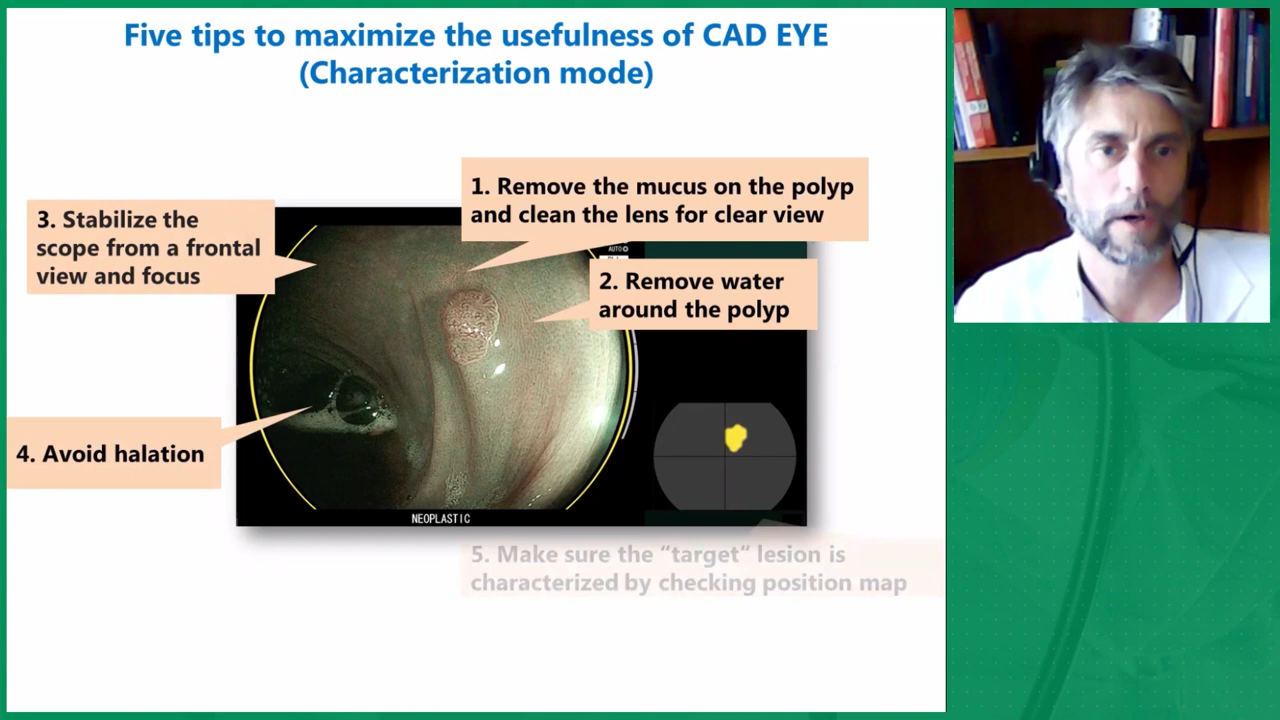 Five tips to maximize the usefulness of CAD EYE
(Characterization mode)
1. Remove the mucus on the polyp
and clean the lens for clear view
3. Stabilize the
scope from a frontal
view and focus
AUTO
2. Remove water
around the polyp
4. Avoid halation
NEOPLASTIC
5. Make sure the “target“ lesion is
characterized by checking position map